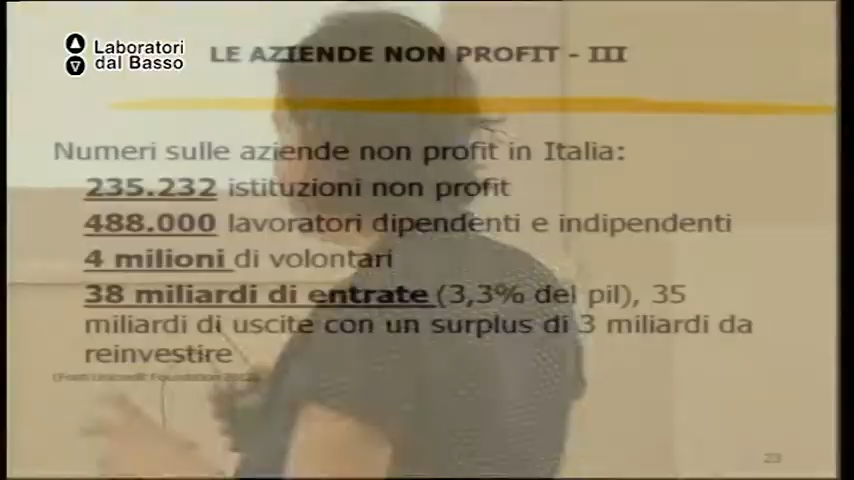 Laboratori
dal Basso
LE AZIENDE NON PROFIT - III
Numeri sulle aziende non profit in Italia:
235.232 istituzioni non profit
488.000 lavoratori dipendenti e indipendenti
4 milioni di volontari
38 miliardi di entrate (3,3% del pil), 35
miliardi di uscite con un surplus di 3 miliardi da
reinvestire
23